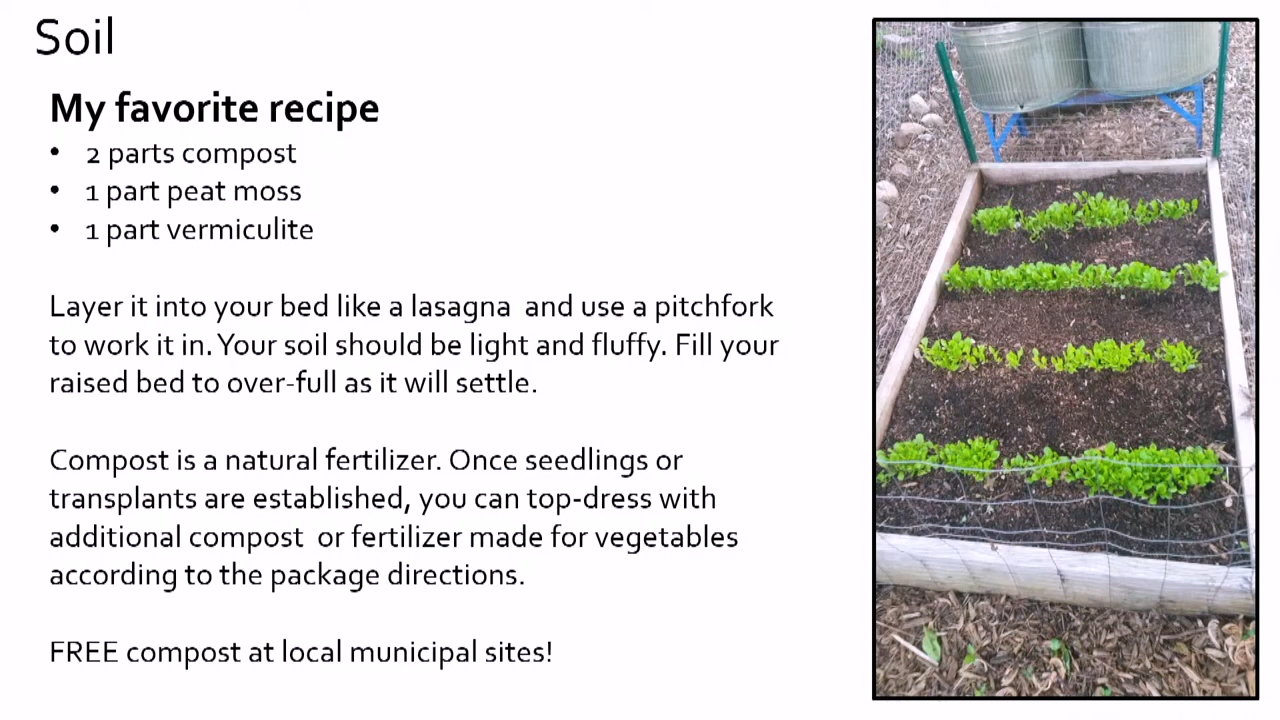 Soil
My favorite recipe
• 2 parts compost
• 1 part peat moss
• 1 part vermiculite
Layer it into your bed like a lasagna  and use a pitchfork
to work it in. Your soil should be light and fluffy. Fill your
raised bed to over-full as it will settle.
Compost is a natural fertilizer. Once seedlings or
transplants are established, you can top-dress with
additional compost  or fertilizer made for vegetables
according to the package directions.
FREE compost at local municipal sites!